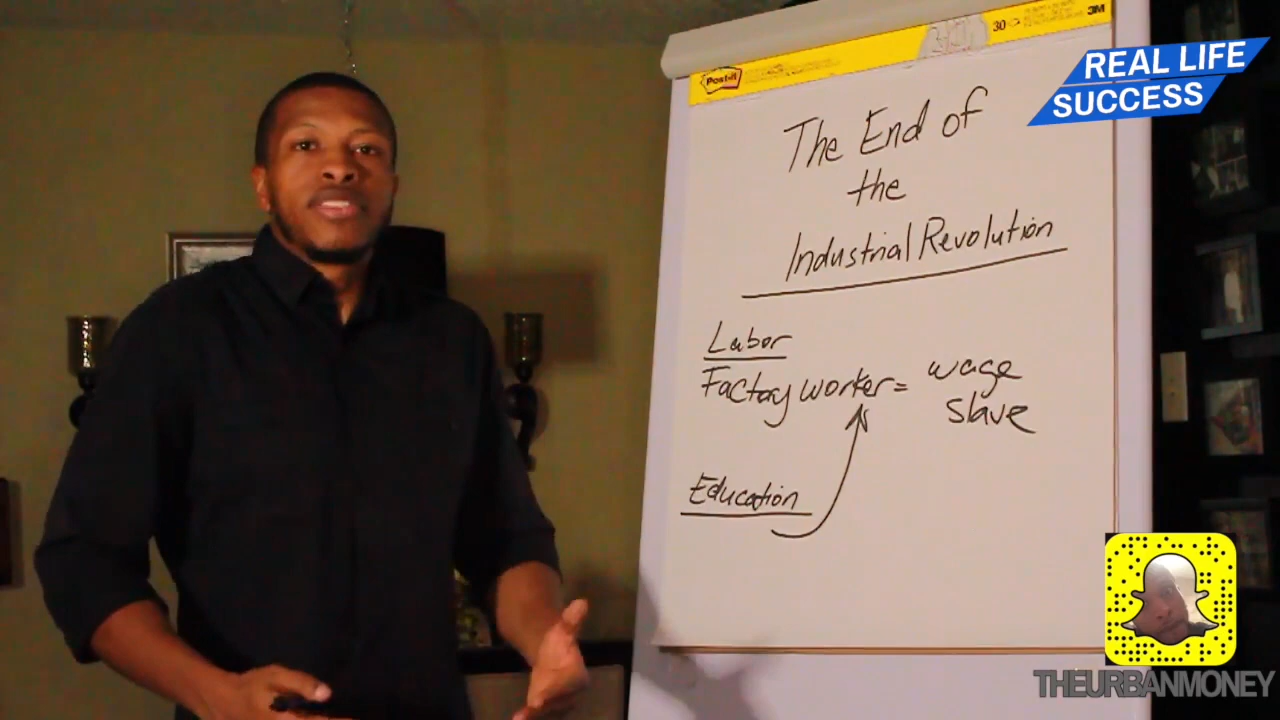 Post-it
30
3M
REAL LIFE
SUCCESS
The End of
the
Industrial Revolution
Labor
Factory worker = wage
slave
Education
THEURBANMONEY